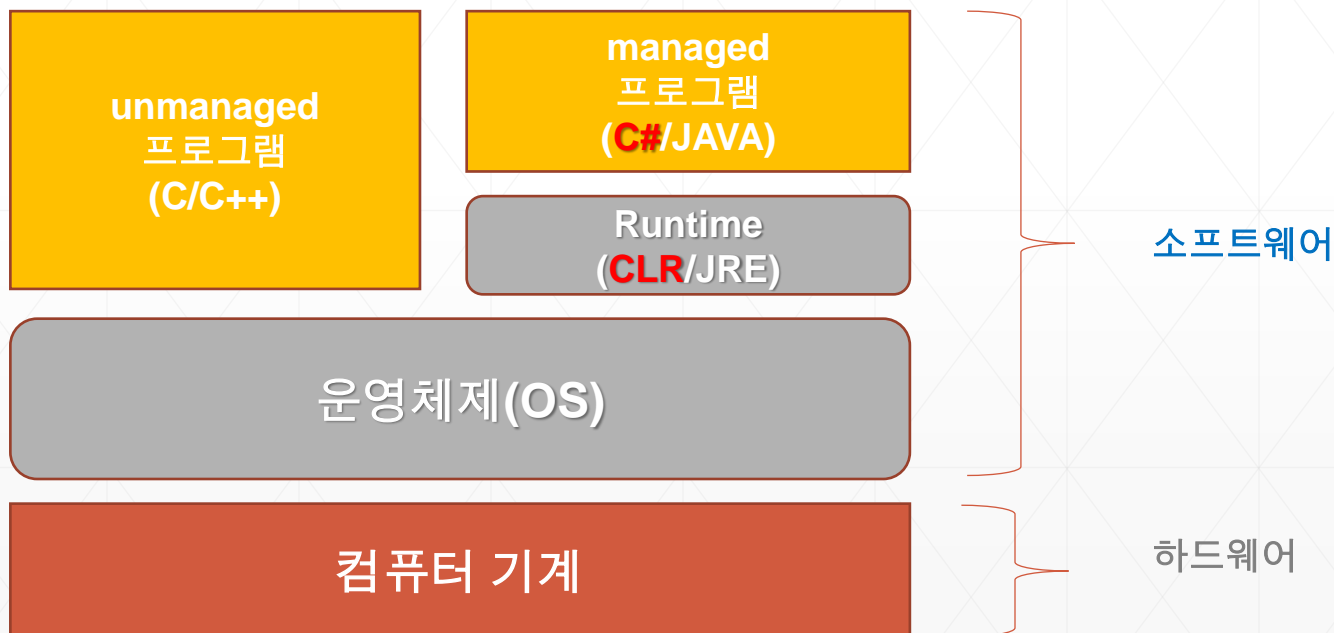 unmanaged
프로그램
(C/C++)
managed
프로그램
(C#/JAVA)
Runtime
(CLR/JRE)
소프트웨어
운영체제(OS)
컴퓨터 기계
하드웨어